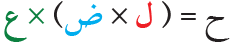 ح = (ل × ض) × ع